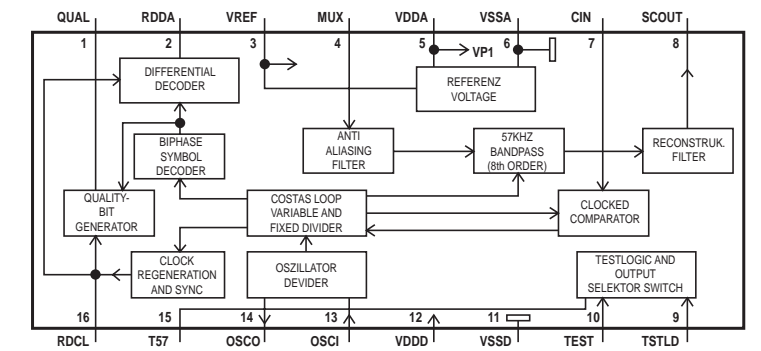 QUAL RDDA VREF MUX VDDA VSSA CIN SCOUT
1 2 3 4 5 6 7 8
VP1
DIFFERENTIAL
DECODER
REFERENZ
VOLTAGE
BIPHASE
SYMBOL
DECODER
ANTI
ALIASING
FILTER
57KHZ
BANDPASS
(8th ORDER)
RECONSTRUK.
FILTER
QUALITY-
BIT
GENERATOR
COSTAS LOOP
VARIABLE AND
FIXED DIVIDER
CLOCKED
COMPARATOR
CLOCK
REGENERATION
AND SYNC
OSZILLATOR
DEVIDER
TESTLOGIC AND
OUTPUT
SELEKTOR SWITCH
16 15 14 13 12 11 10 9
RDCL T57 OSCO OSCI VDDD VSSD TEST TSTLD